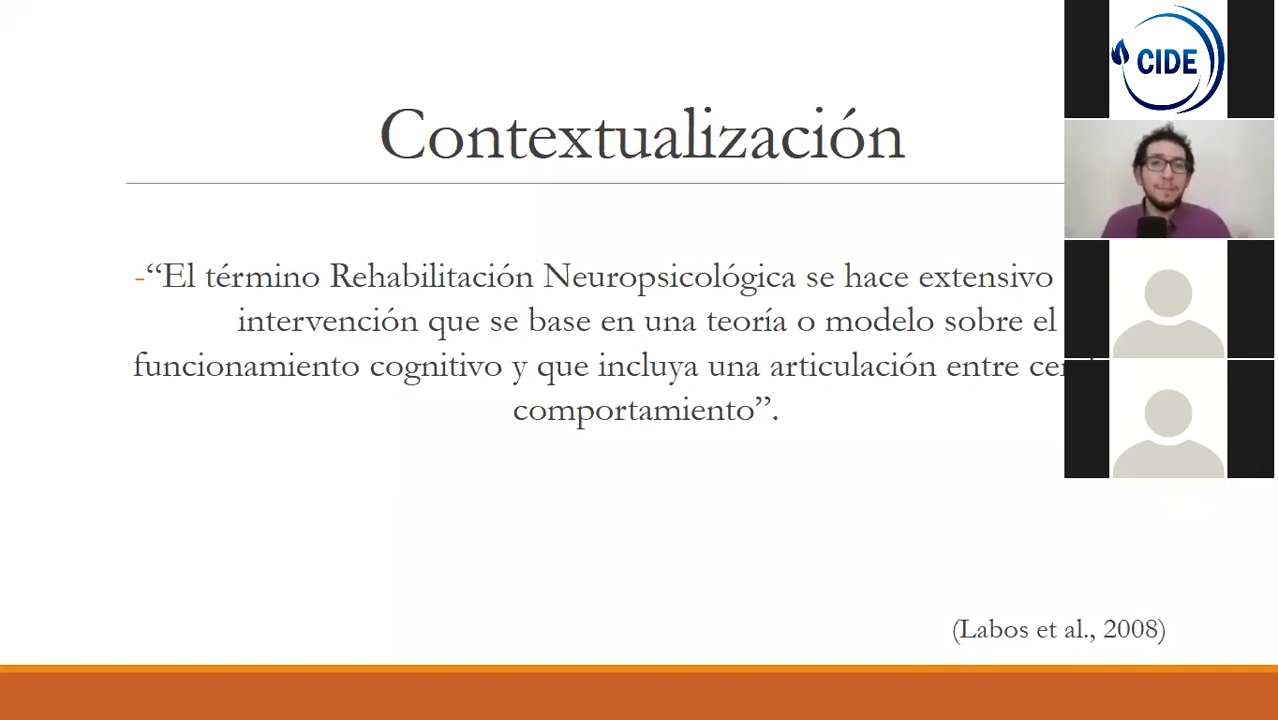 CIDE
Contextualización
-“El término Rehabilitación Neuropsicológica se hace extensivo
intervención que se base en una teoría o modelo sobre el
funcionamiento cognitivo y que incluya una articulación entre
comportamiento”.
(Labos et al., 2008)